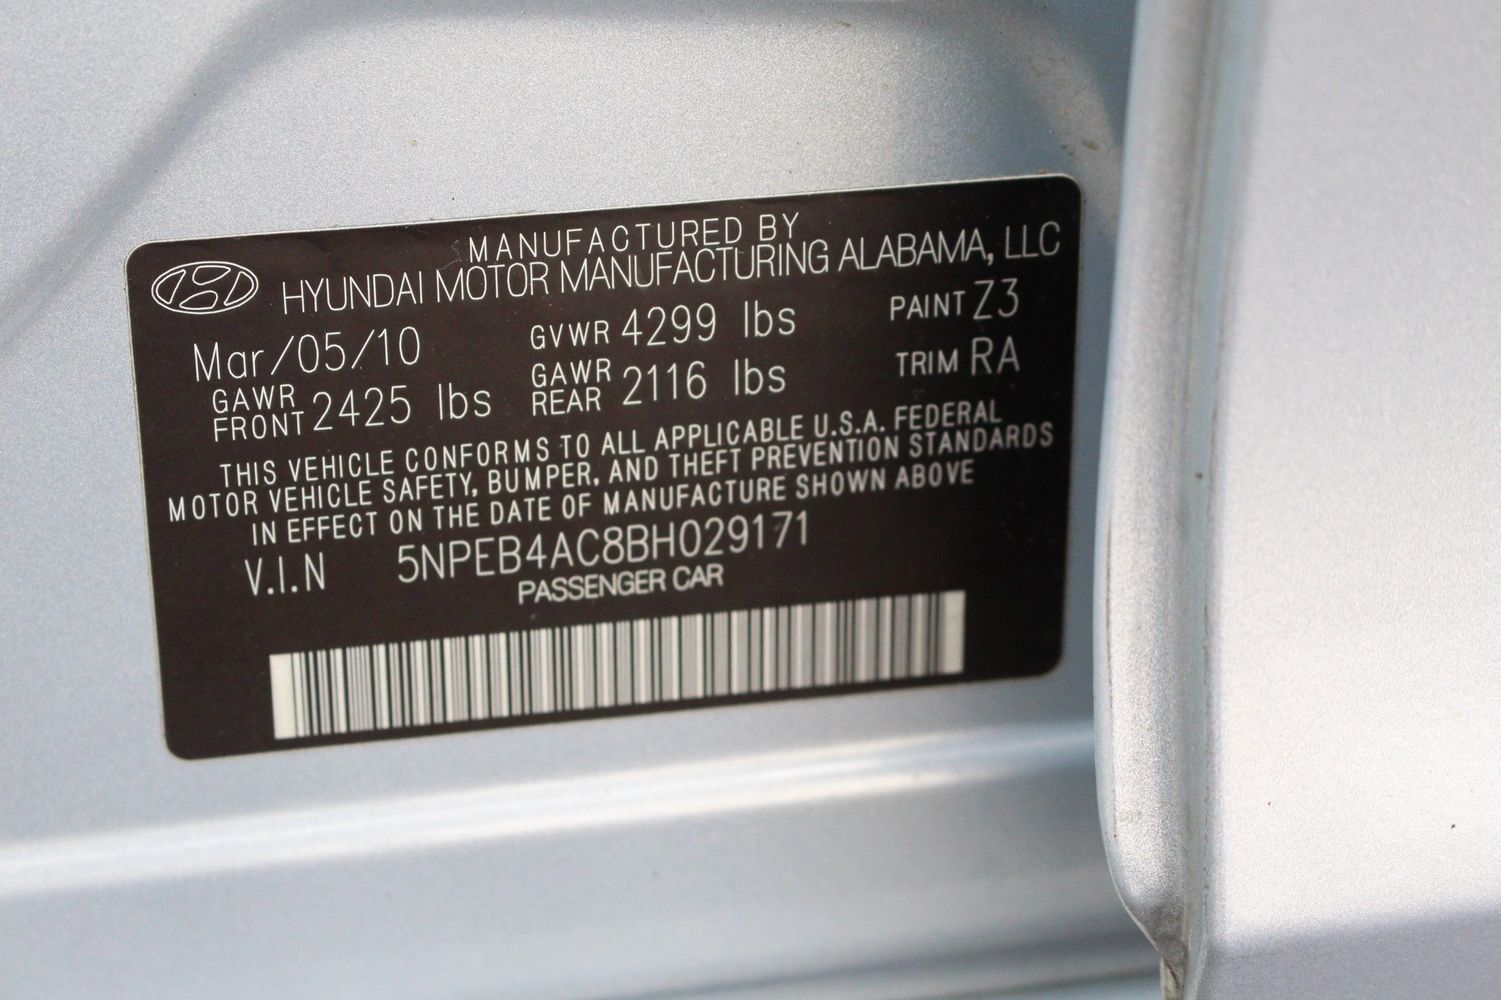 MANUFACTURED BY
HYUNDAI MOTOR MANUFACTURING ALABAMA, LLC
Mar/05/10 GVWR 4299 lbs PAINT Z3
GAWR FRONT 2425 lbs GAWR REAR 2116 lbs TRIM RA
THIS VEHICLE CONFORMS TO ALL APPLICABLE U.S.A. FEDERAL
MOTOR VEHICLE SAFETY, BUMPER, AND THEFT PREVENTION STANDARDS
IN EFFECT ON THE DATE OF MANUFACTURE SHOWN ABOVE
V.I.N 5NPEB4AC8BH029171
PASSENGER CAR